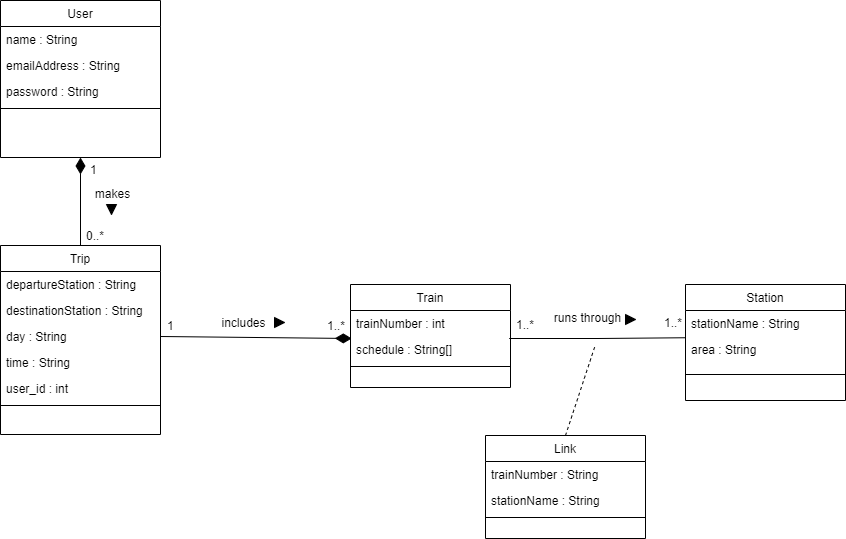 User
name : String
emailAddress : String
password : String
1
makes
0..*
Trip
departureStation : String
destinationStation : String
day : String
time : String
user_id : int
1
includes
1..*
Train
trainNumber : int
schedule : String[]
1..*
runs through
1..*
Station
stationName : String
area : String
Link
trainNumber : String
stationName : String